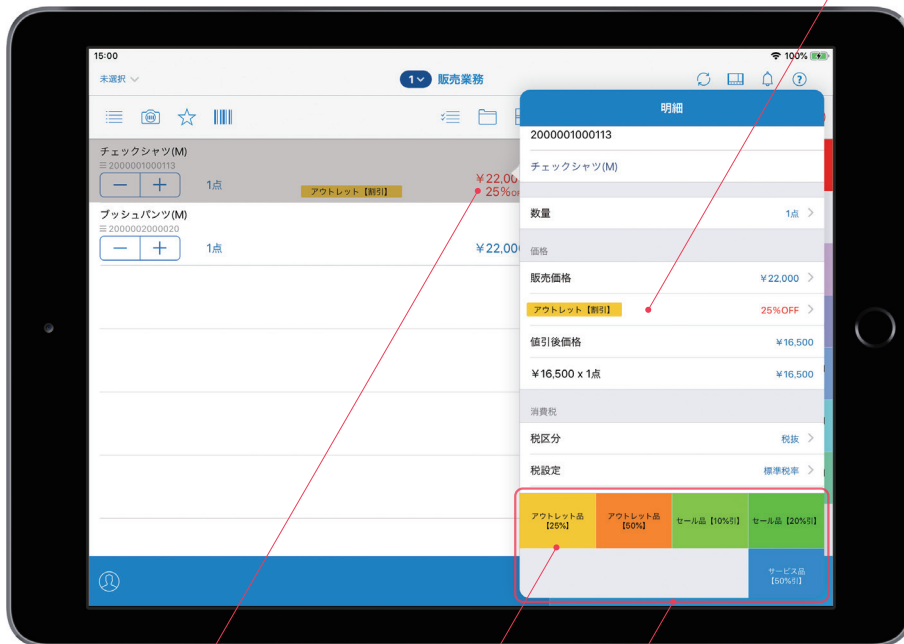 15:00
100%
未選択
1 販売業務
チェックシャツ(M)
2000001000113
1点
アウトレット【割引】
¥22,00
25%OF
プッシュパンツ(M)
2000002000020
1点
¥22,000
明細
2000001000113
チェックシャツ(M)
数量
1点
価格
販売価格
¥22,000
アウトレット【割引】
25%OFF
値引後価格
¥16,500
¥16,500 x 1点
¥16,500
消費税
税区分
税抜
税設定
標準税率
アウトレット品
【25%】
アウトレット品
【50%】
セール品【10%引】
セール品【20%引】
サービス品
【50%引】